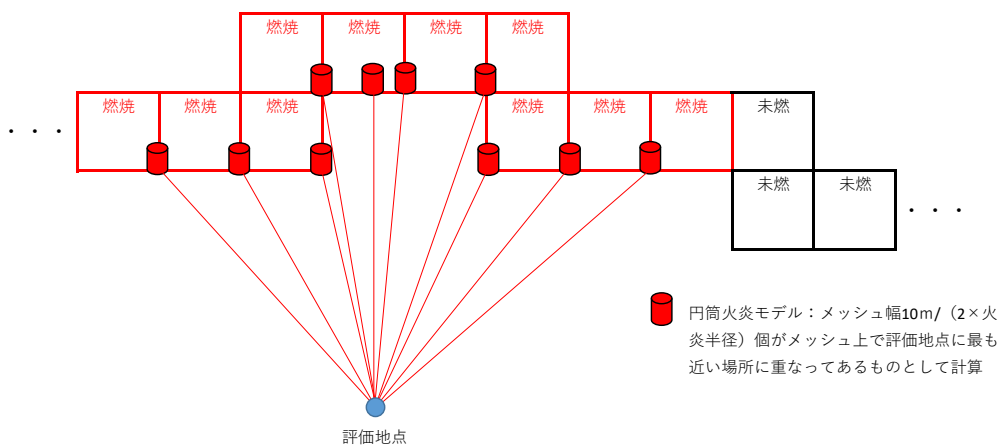 燃焼 燃焼 燃焼 燃焼
・・・ 燃焼 燃焼 燃焼 燃焼 燃焼 燃焼 未燃
未燃 未燃 ・・・
円筒火炎モデル：メッシュ幅10ｍ/（2×火
炎半径）個がメッシュ上で評価地点に最も
近い場所に重なってあるものとして計算
評価地点